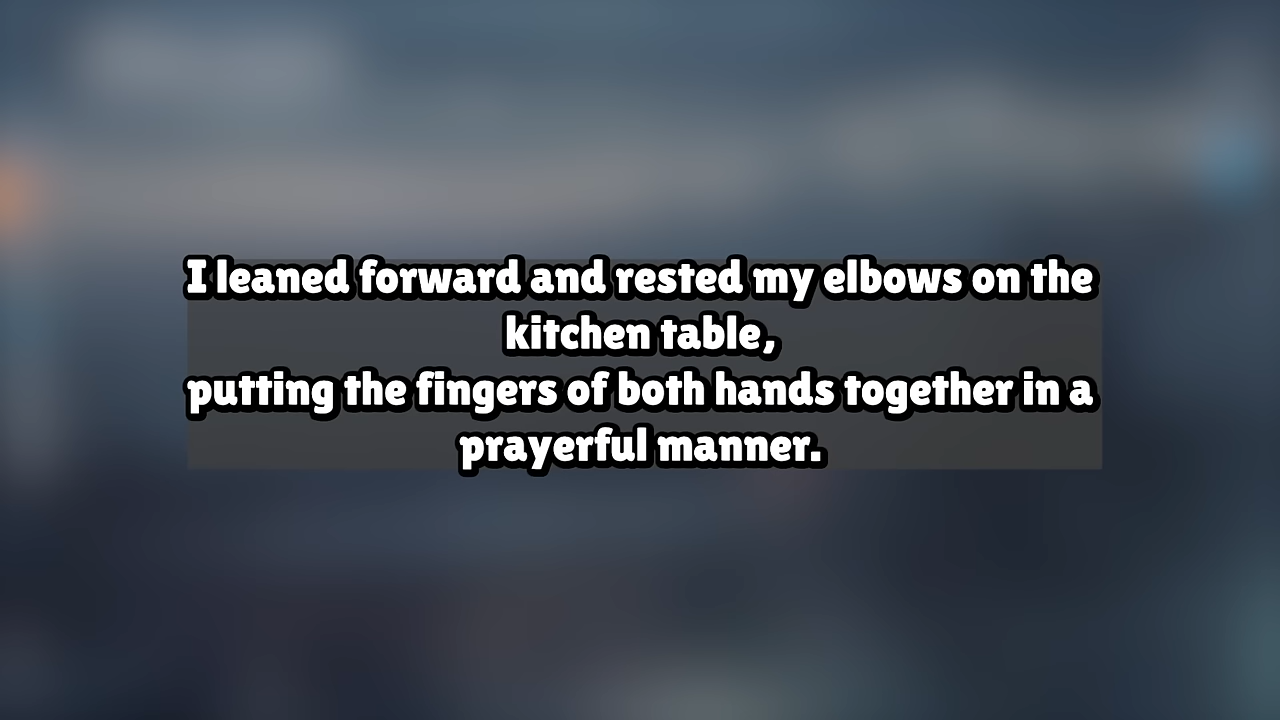 I leaned forward and rested my elbows on the
kitchen table,
putting the fingers of both hands together in a
prayerful manner.